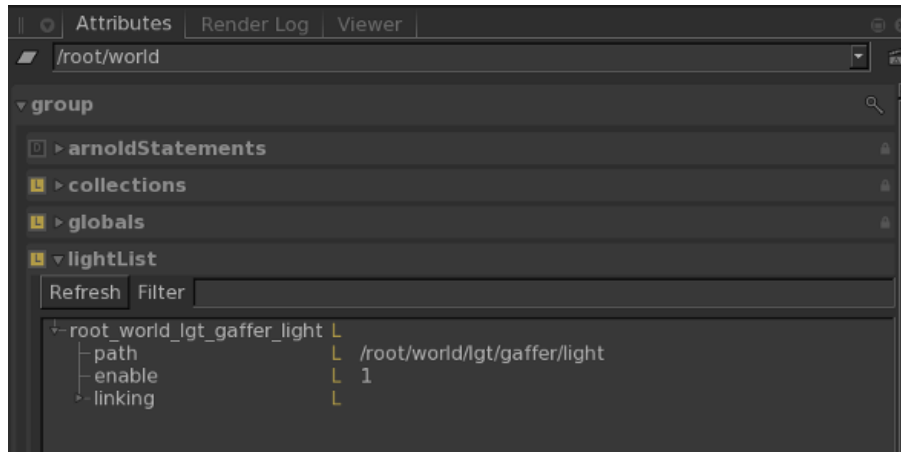 Attributes Render Log Viewer
/root/world
group
D arnoldStatements
L collections
L globals
L lightList
Refresh Filter
root_world_lgt_gaffer_light L
path L /root/world/lgt/gaffer/light
enable L 1
linking L